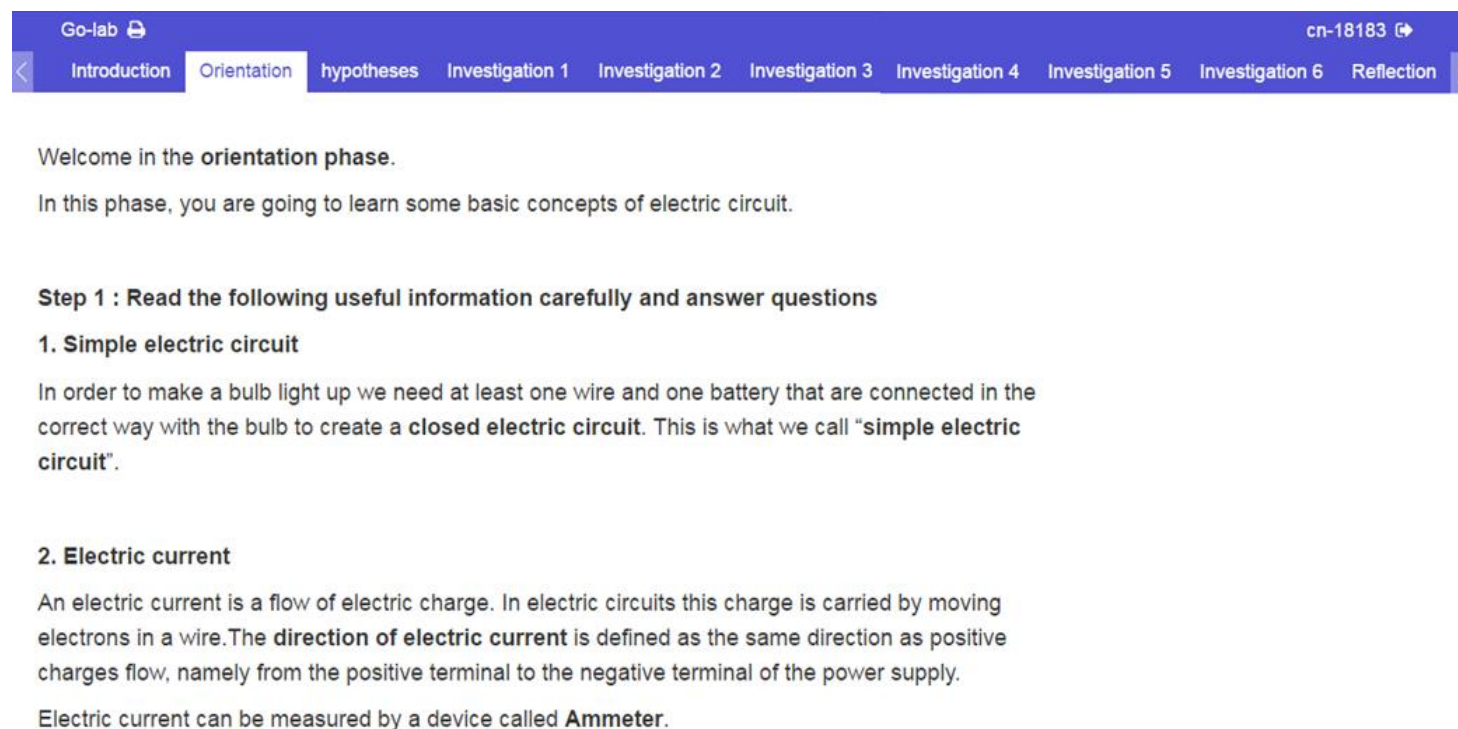 Go-lab
cn-18183
Introduction Orientation hypotheses Investigation 1 Investigation 2 Investigation 3 Investigation 4 Investigation 5 Investigation 6 Reflection
Welcome in the orientation phase.
In this phase, you are going to learn some basic concepts of electric circuit.
Step 1 : Read the following useful information carefully and answer questions
1. Simple electric circuit
In order to make a bulb light up we need at least one wire and one battery that are connected in the
correct way with the bulb to create a closed electric circuit. This is what we call “simple electric
circuit”.
2. Electric current
An electric current is a flow of electric charge. In electric circuits this charge is carried by moving
electrons in a wire.The direction of electric current is defined as the same direction as positive
charges flow, namely from the positive terminal to the negative terminal of the power supply.
Electric current can be measured by a device called Ammeter.